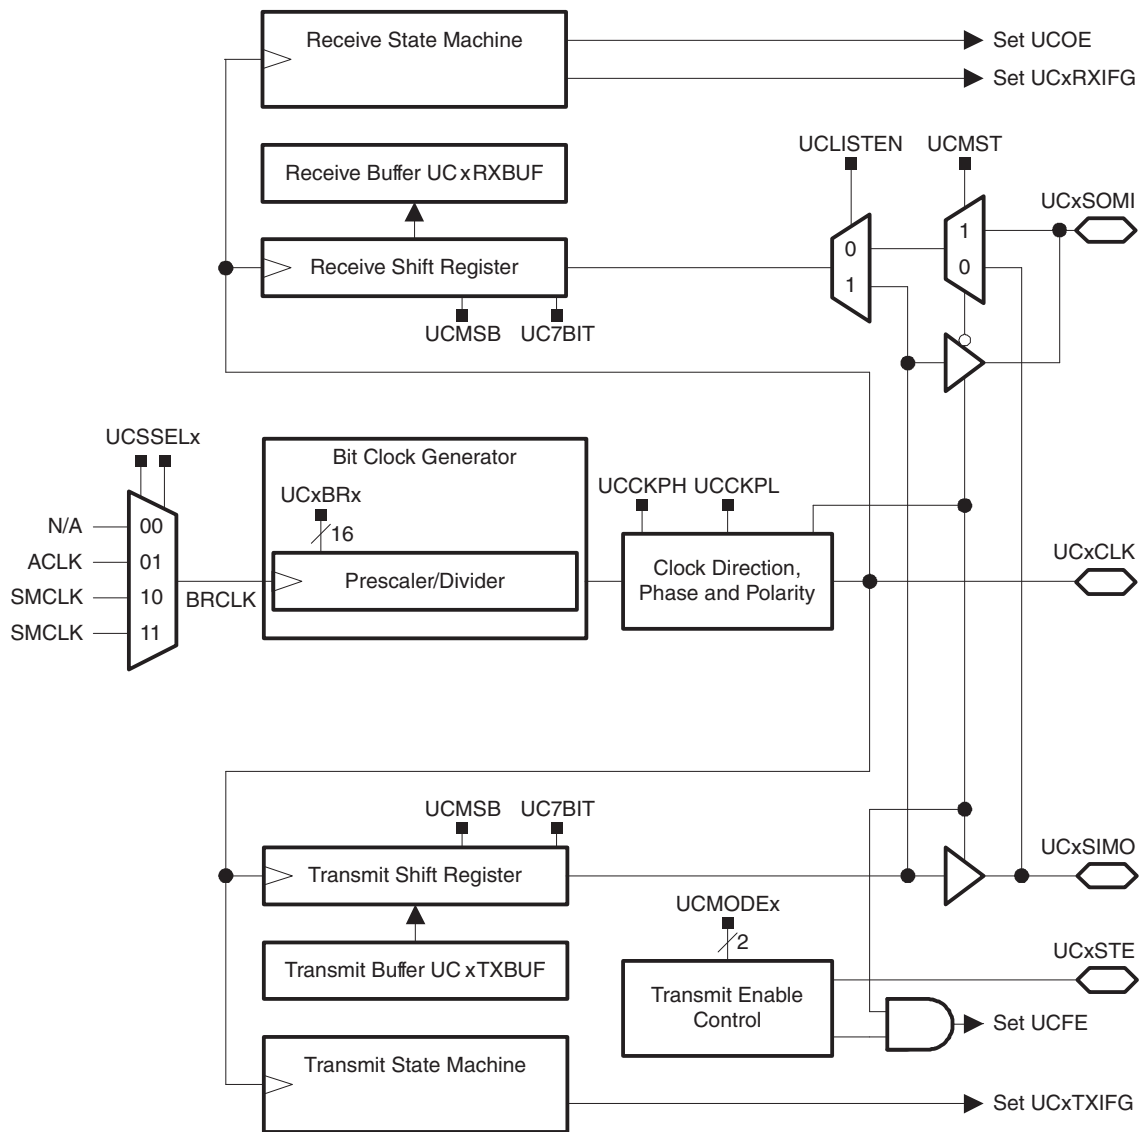 Receive State Machine
Set UCOE
Set UCxRXIFG
Receive Buffer UCxRXBUF
UCLISTEN
UCMST
UCxSOMI
0
1
1
0
Receive Shift Register
UCMSB
UC7BIT
UCSSELx
N/A
ACLK
SMCLK
SMCLK
00
01
10
11
BRCLK
Bit Clock Generator
UCxBRx
16
Prescaler/Divider
UCCKPH
UCCKPL
Clock Direction,
Phase and Polarity
UCxCLK
UCMSB
UC7BIT
Transmit Shift Register
UCxSIMO
Transmit Buffer UCxTXBUF
UCMODEx
2
Transmit Enable
Control
UCxSTE
Set UCFE
Transmit State Machine
Set UCxTXIFG